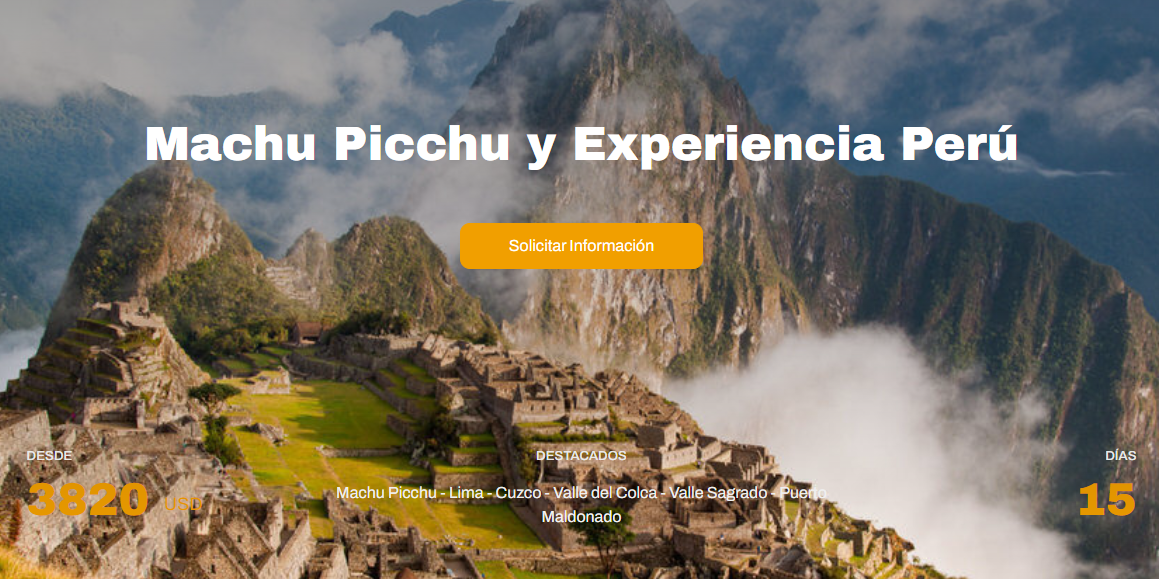 Machu Picchu y Experiencia Perú
Solicitar Información
DESDE
3820 USD
DESTACADOS
Machu Picchu - Lima - Cuzco - Valle del Colca - Valle Sagrado - Puerto
Maldonado
DÍAS
15